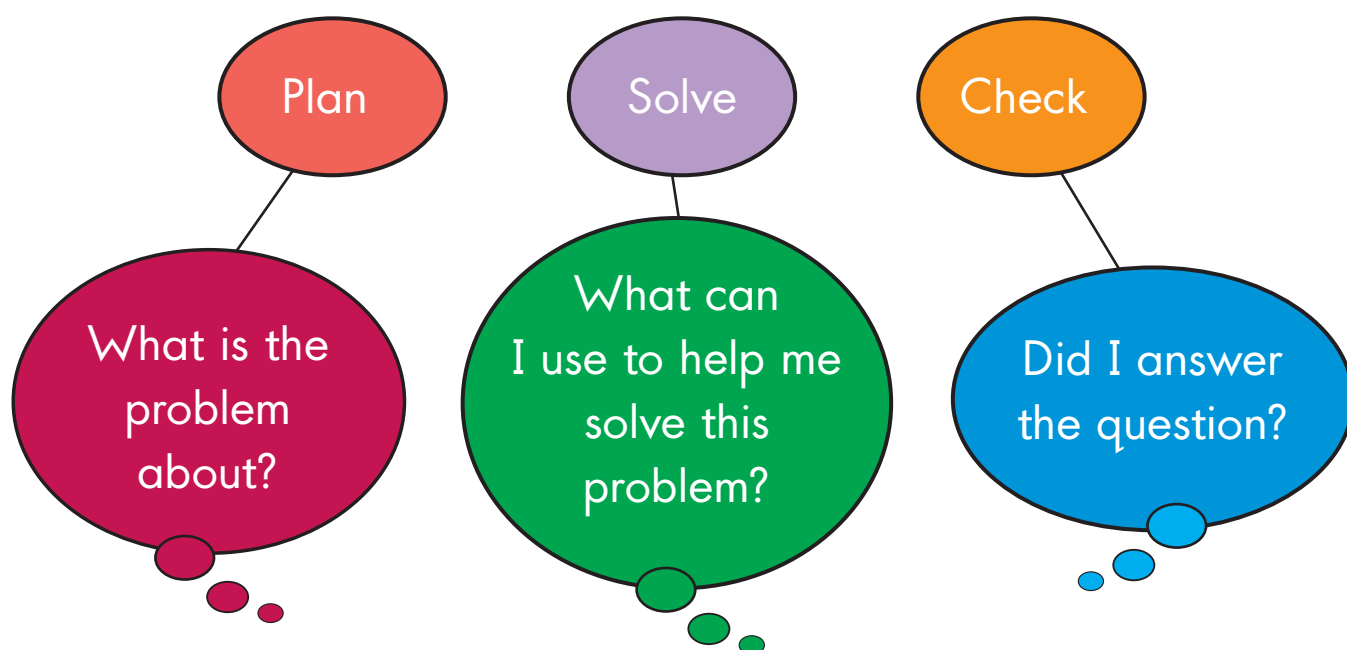 Plan
Solve
Check
What is the
problem
about?
What can
I use to help me
solve this
problem?
Did I answer
the question?